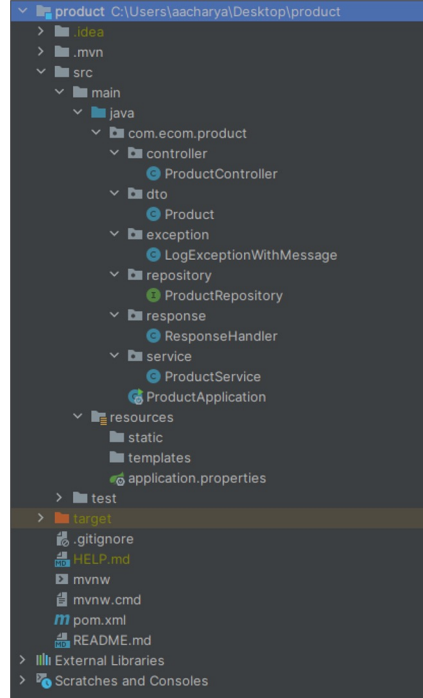 product C:\Users\aacharya\Desktop\product
.idea
.mvn
src
main
java
com.ecom.product
controller
C ProductController
dto
C Product
exception
C LogExceptionWithMessage
repository
I ProductRepository
response
C ResponseHandler
service
C ProductService
ProductApplication
resources
static
templates
application.properties
test
target
.gitignore
MD HELP.md
mvnw
mvnw.cmd
m pom.xml
MD README.md
External Libraries
Scratches and Consoles